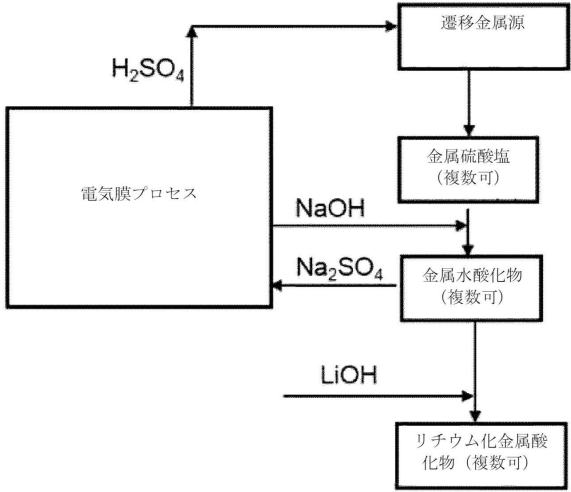 遷移金属源
H₂SO₄
金属硫酸塩
（複数可）
電気膜プロセス
NaOH
Na₂SO₄
金属水酸化物
（複数可）
LiOH
リチウム化金属酸
化物（複数可）